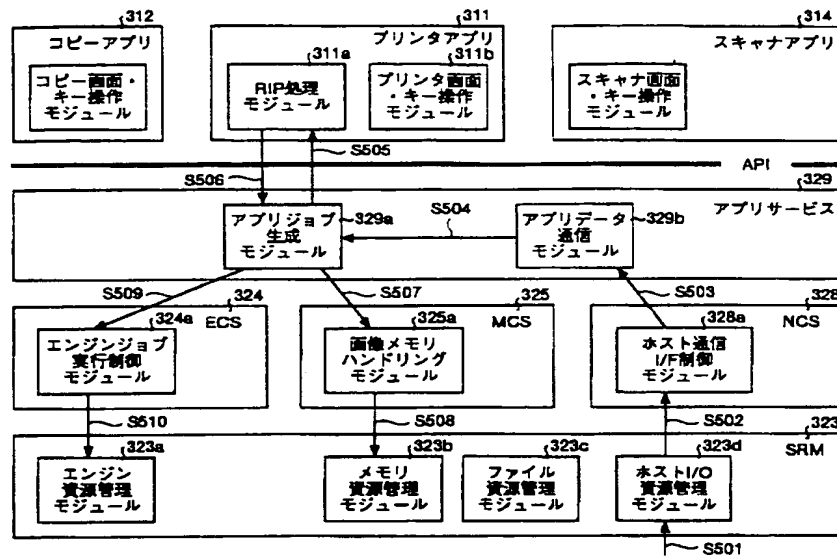 312
コピーアプリ
コピー画面・
キー操作
モジュール
311
プリンタアプリ
311a
RIP処理
モジュール
311b
プリンタ画面
・キー操作
モジュール
314
スキャナアプリ
スキャナ画面
・キー操作
モジュール
S505
S506
API
329
アプリサービス
アプリジョブ
生成
モジュール
329a
S504
アプリデータ
通信
モジュール
329b
S509
S507
S503
324
ECS
324a
エンジンジョブ
実行制御
モジュール
325
MCS
325a
画像メモリ
ハンドリング
モジュール
328
NCS
328a
ホスト通信
I/F制御
モジュール
S510
S508
S502
323
SRM
323a
エンジン
資源管理
モジュール
323b
メモリ
資源管理
モジュール
323c
ファイル
資源管理
モジュール
323d
ホストI/O
資源管理
モジュール
S501